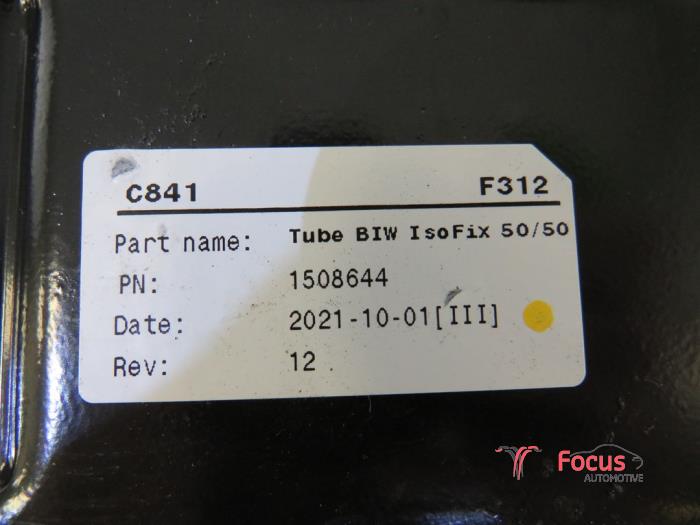 C841 F312
Part name: Tube BIW IsoFix 50/50
PN: 1508644
Date: 2021-10-01[III]
Rev: 12
Focus
AUTOMOTIVE